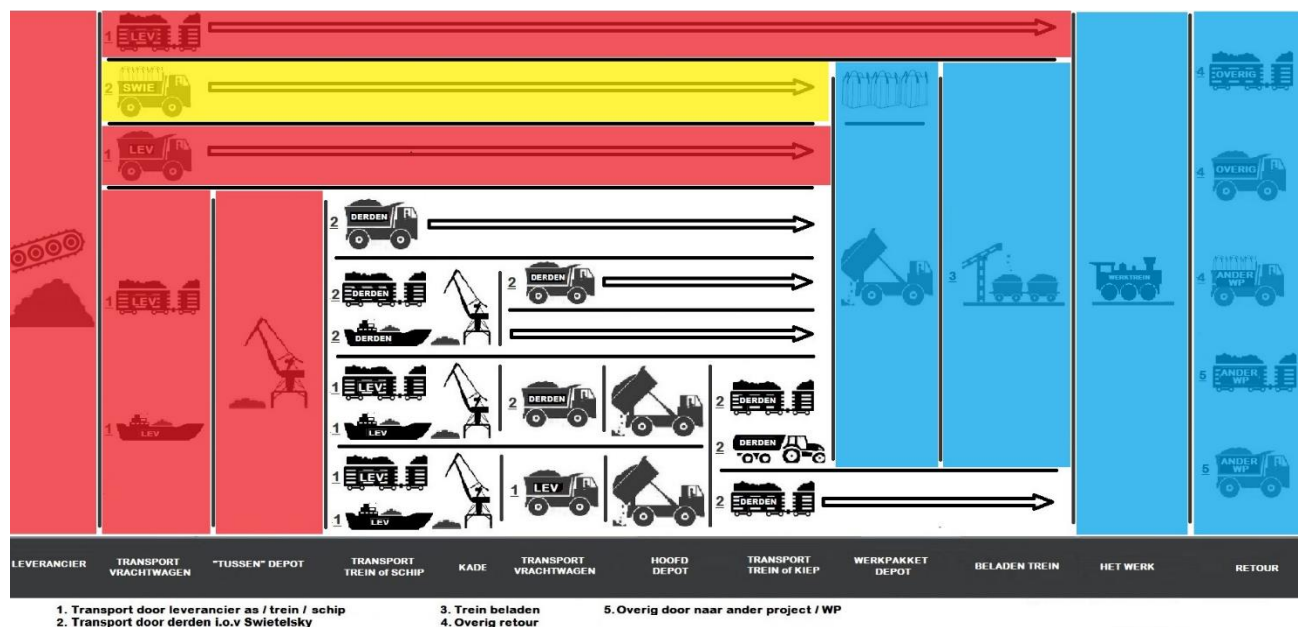 1 LEV
4 OVERIG
2 SWIE
1 LEV
4 OVERIG
2 DERDEN
2 DERDEN
2 DERDEN
3
WERKTREIN
4 ANDER
WP
1 LEV
2 DERDEN
1 LEV
2 DERDEN
2 DERDEN
5 ANDER
WP
1 LEV
1 LEV
2 DERDEN
1 LEV
1 LEV
2 DERDEN
5 ANDER
WP
1 LEV
LEVERANCIER
TRANSPORT
VRACHTWAGEN
"TUSSEN" DEPOT
TRANSPORT
TREIN of SCHIP
KADE
TRANSPORT
VRACHTWAGEN
HOOFD
DEPOT
TRANSPORT
TREIN of KIEP
WERKPAKKET
DEPOT
BELADEN TREIN
HET WERK
RETOUR
1. Transport door leverancier as / trein / schip
2. Transport door derden i.o.v Swietelsky
3. Trein beladen
4. Overig retour
5. Overig door naar ander project / WP